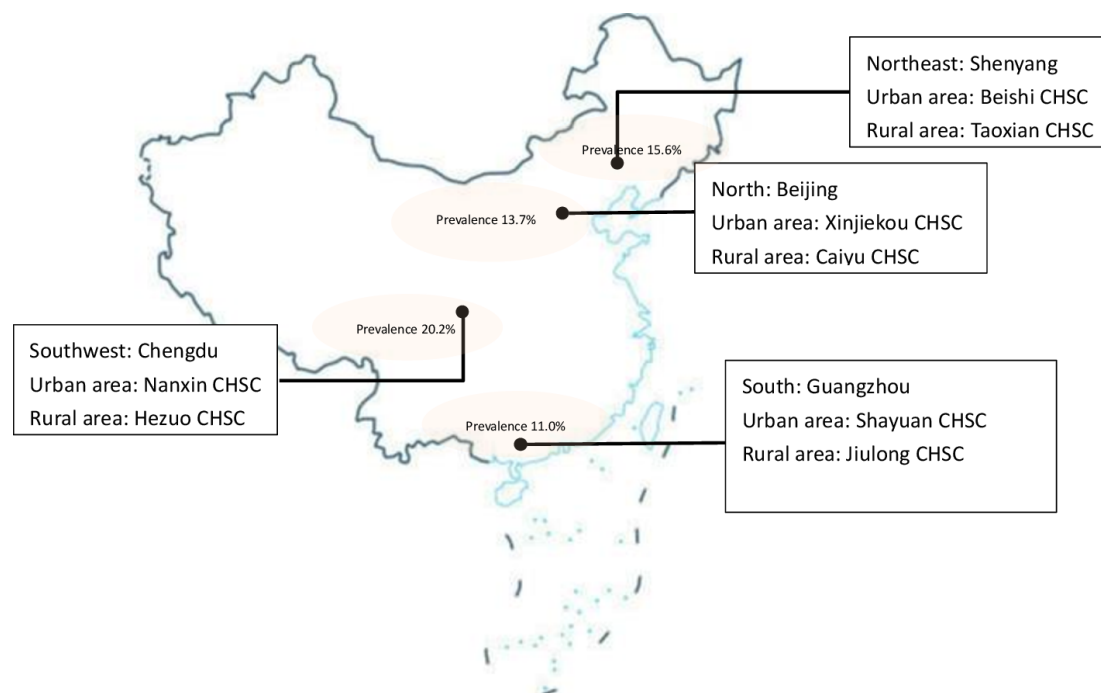 Northeast: Shenyang
Urban area: Beishi CHSC
Rural area: Taoxian CHSC
Prevalence 15.6%
North: Beijing
Urban area: Xinjiekou CHSC
Rural area: Caiyu CHSC
Prevalence 13.7%
Prevalence 20.2%
Southwest: Chengdu
Urban area: Nanxin CHSC
Rural area: Hezuo CHSC
South: Guangzhou
Urban area: Shayuan CHSC
Rural area: Jiulong CHSC
Prevalence 11.0%